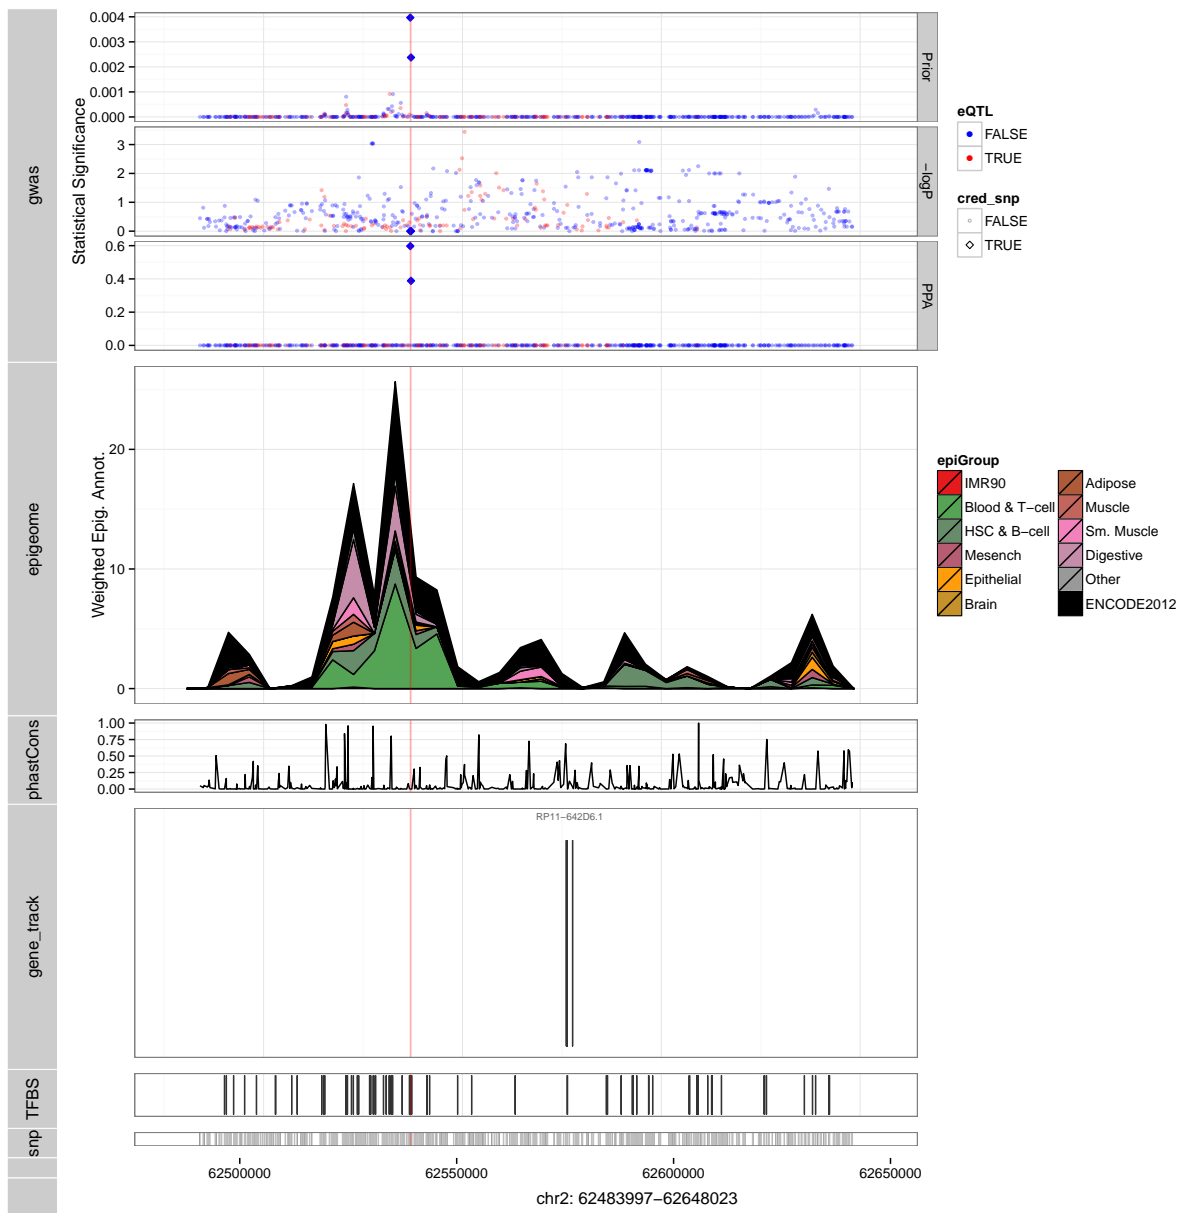 gwas
Statistical Significance
0.004
0.003
0.002
0.001
0.000
Prior
3
2
1
0
−logP
0.6
0.4
0.2
0.0
PPA
eQTL
FALSE
TRUE
cred_snp
FALSE
TRUE
epigeome
Weighted Epig. Annot.
20
10
0
epiGroup
IMR90
Blood & T−cell
HSC & B−cell
Mesench
Epithelial
Brain
Adipose
Muscle
Sm. Muscle
Digestive
Other
ENCODE2012
phastCons
1.00
0.75
0.50
0.25
0.00
gene_track
RP11−642D6.1
TFBS
snp
62500000
62550000
62600000
62650000
chr2: 62483997−62648023